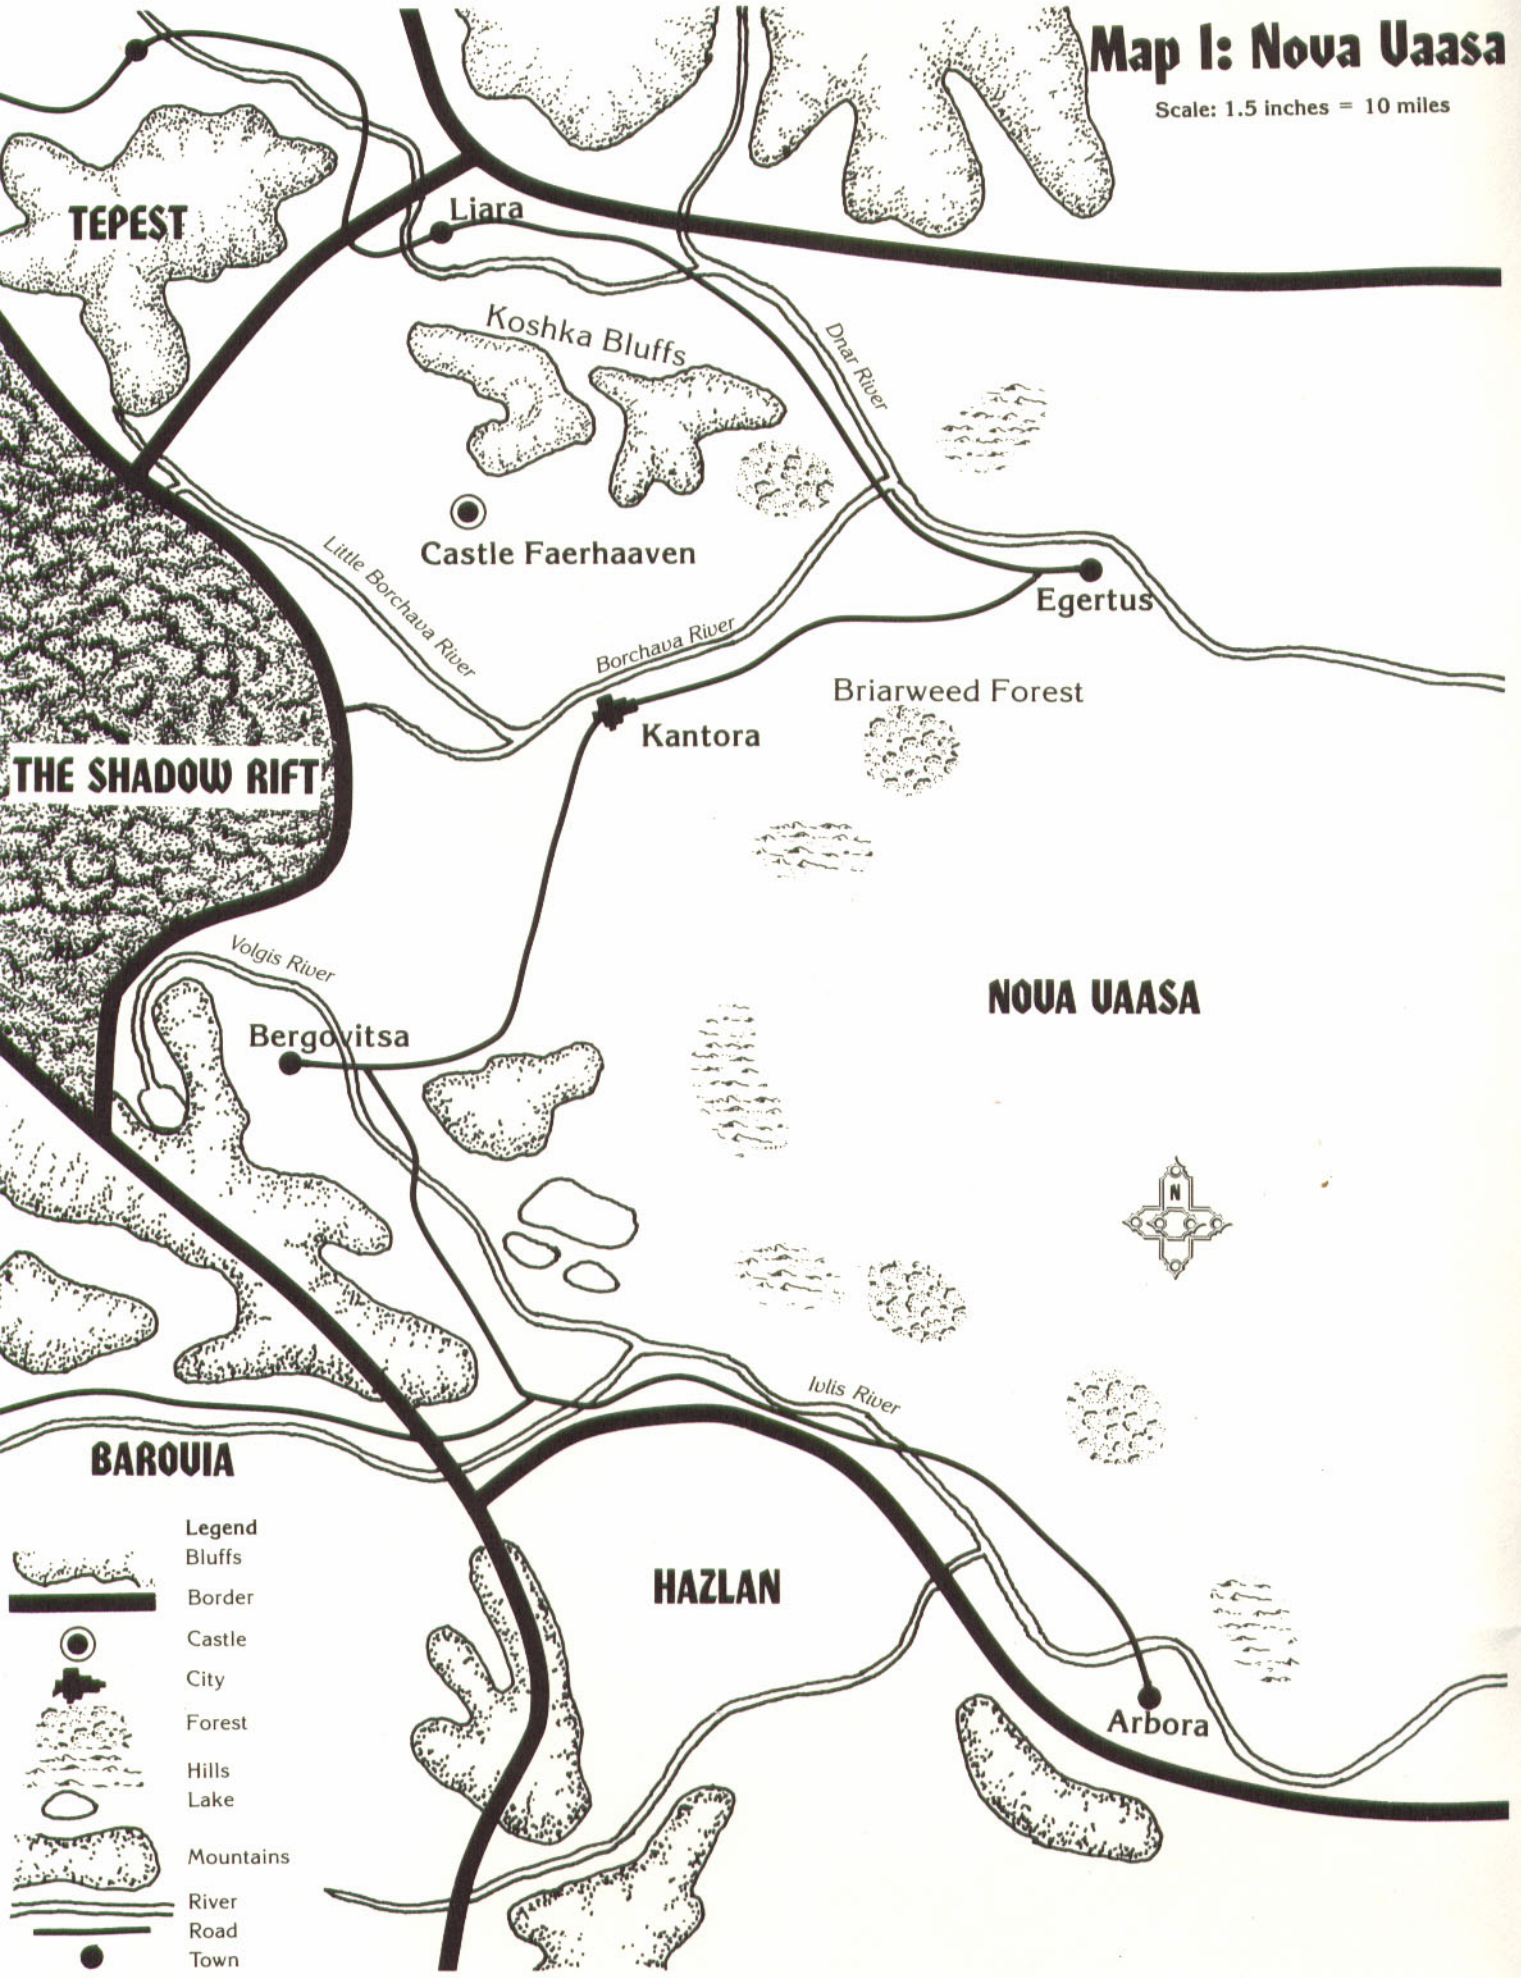 Map I: Nova Vaasa
Scale: 1.5 inches = 10 miles
TEPEST
Liara
Koshka Bluffs
Dnar River
Castle Faerhaaven
Little Borchava River
Egertus
Borchava River
Briarweed Forest
Kantora
THE SHADOW RIFT
Volgis River
NOVA VAASA
Bergovitsa
N
Ivlis River
BAROVIA
HAZLAN
Arbora
Legend
Bluffs
Border
Castle
City
Forest
Hills
Lake
Mountains
River
Road
Town